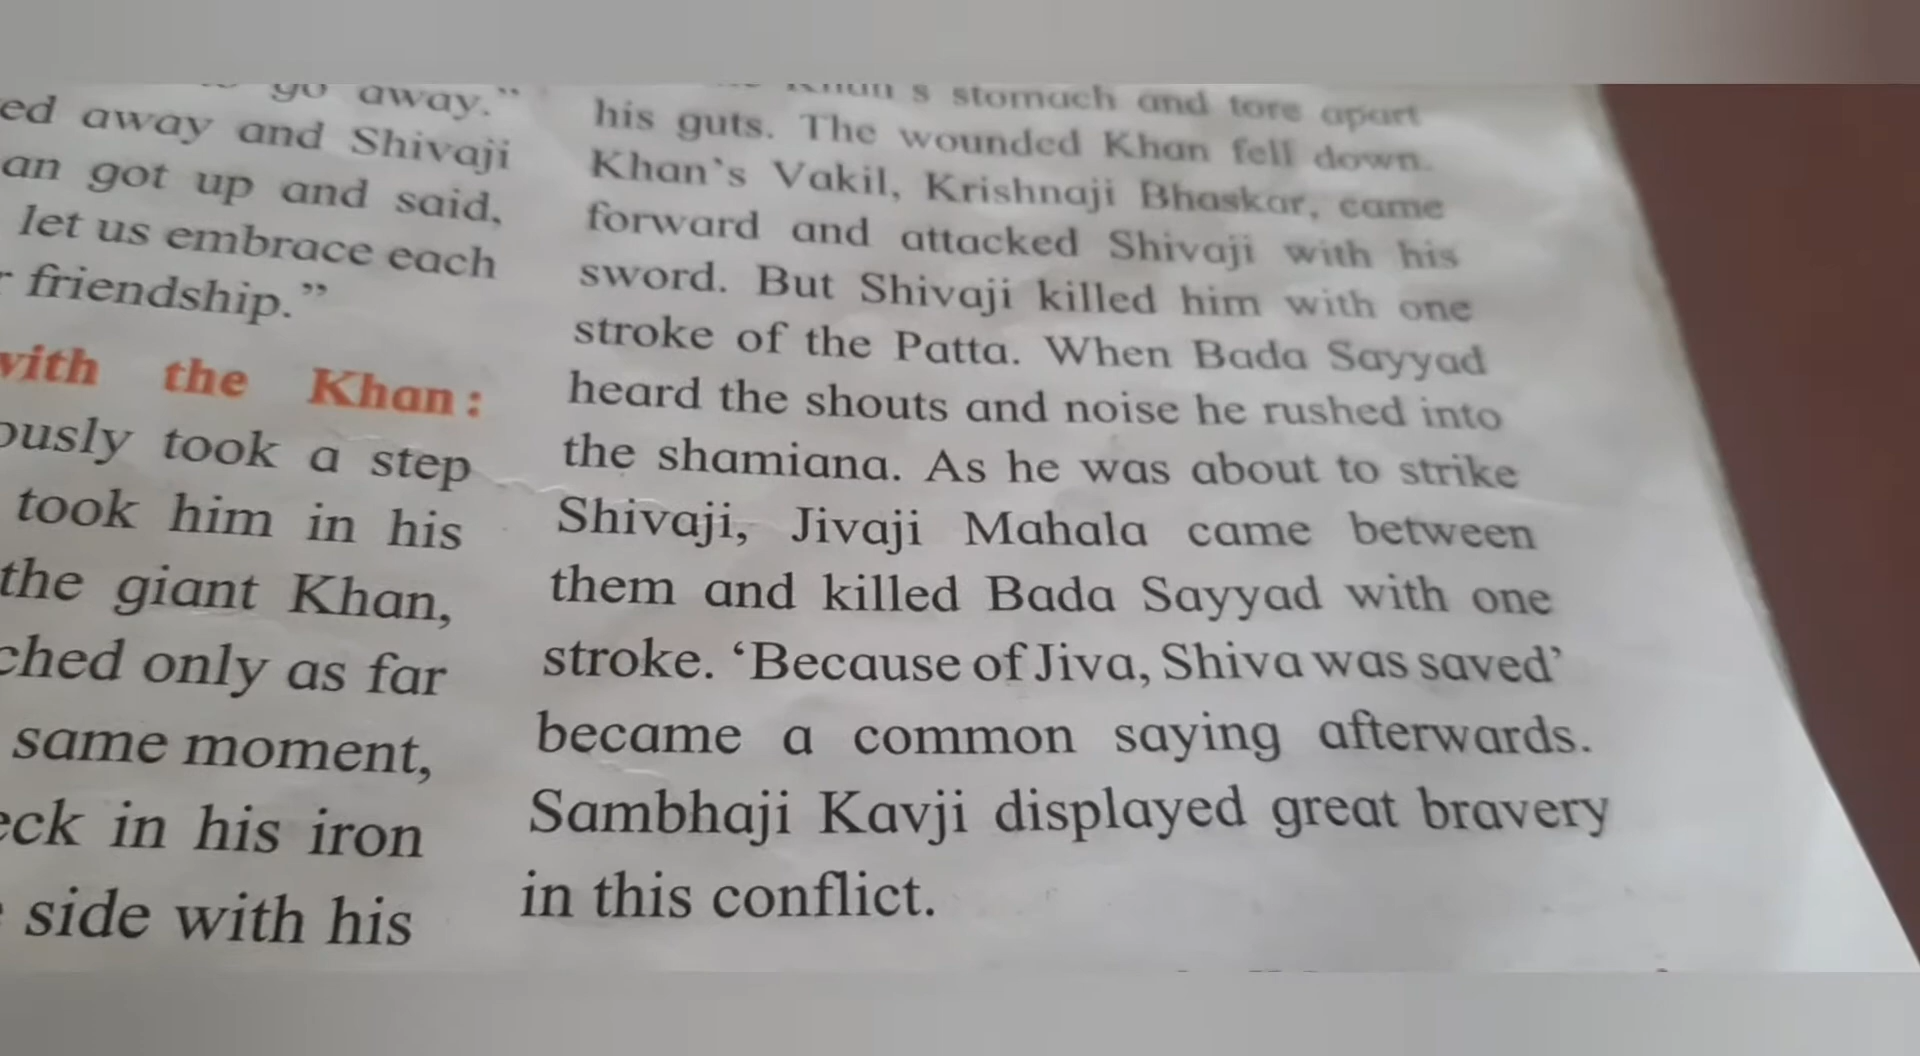 go away.”
ed away and Shivaji
an got up and said,
let us embrace each
friendship.”
with the Khan:
ously took a step
took him in his
the giant Khan,
ched only as far
same moment,
eck in his iron
side with his
s stomach and tore apart
his guts. The wounded Khan fell down.
Khan’s Vakil, Krishnaji Bhaskar, came
forward and attacked Shivaji with his
sword. But Shivaji killed him with one
stroke of the Patta. When Bada Sayyad
heard the shouts and noise he rushed into
the shamiana. As he was about to strike
Shivaji, Jivaji Mahala came between
them and killed Bada Sayyad with one
stroke. ‘Because of Jiva, Shiva was saved’
became a common saying afterwards.
Sambhaji Kavji displayed great bravery
in this conflict.